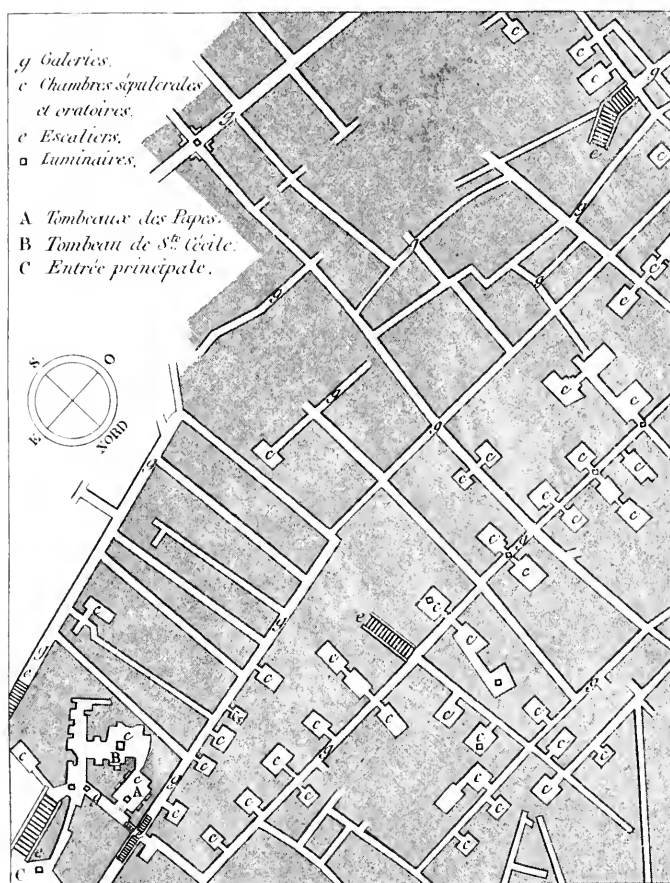 g Galeries.
c Chambres sépulcrales
et oratoires.
e Escaliers.
□ Luminaires.
A Tombeaux des Papes.
B Tombeau de Ste. Cécile.
C Entrée principale.
S
O
E
NORD
B
A
C